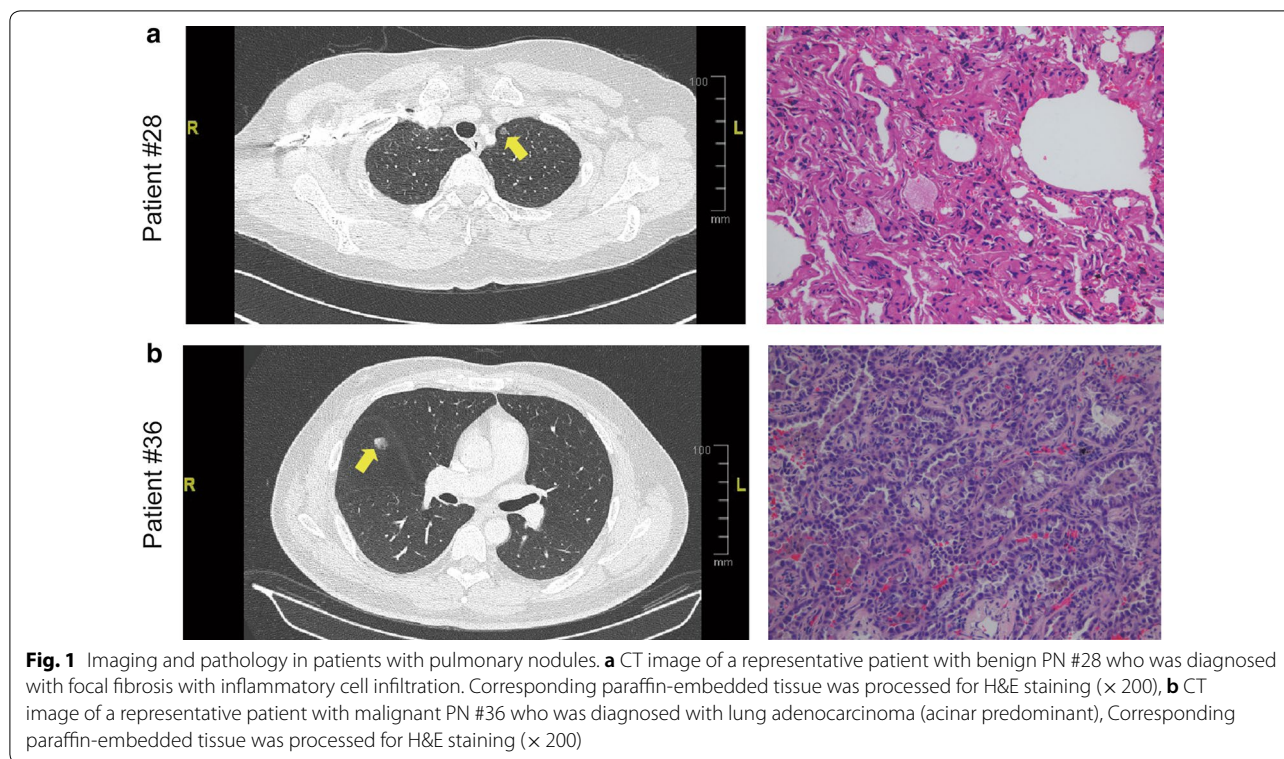 a
Patient #28
R
100
mm
L
b
Patient #36
R
100
mm
L
Fig. 1 Imaging and pathology in patients with pulmonary nodules. a CT image of a representative patient with benign PN #28 who was diagnosed
with focal fibrosis with inflammatory cell infiltration. Corresponding paraffin-embedded tissue was processed for H&E staining (× 200), b CT
image of a representative patient with malignant PN #36 who was diagnosed with lung adenocarcinoma (acinar predominant), Corresponding
paraffin-embedded tissue was processed for H&E staining (× 200)